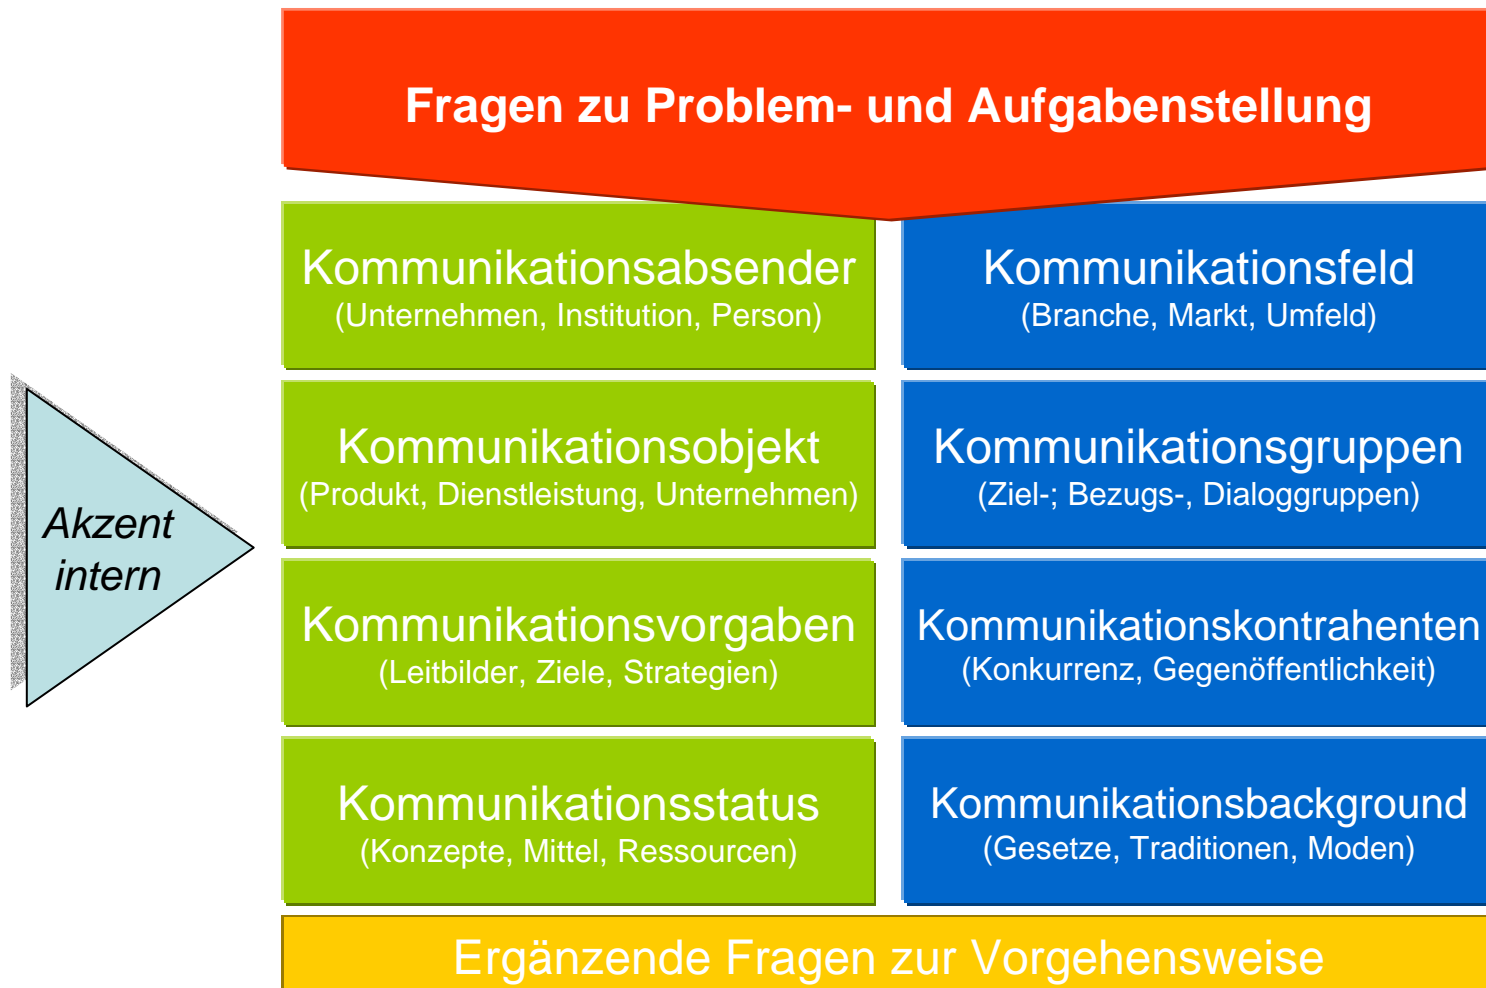 Fragen zu Problem- und Aufgabenstellung
Kommunikationsabsender
(Unternehmen, Institution, Person)
Kommunikationsfeld
(Branche, Markt, Umfeld)
Akzent
intern
Kommunikationsobjekt
(Produkt, Dienstleistung, Unternehmen)
Kommunikationsgruppen
(Ziel-; Bezugs-, Dialoggruppen)
Kommunikationsvorgaben
(Leitbilder, Ziele, Strategien)
Kommunikationskontrahenten
(Konkurrenz, Gegenöffentlichkeit)
Kommunikationsstatus
(Konzepte, Mittel, Ressourcen)
Kommunikationsbackground
(Gesetze, Traditionen, Moden)
Ergänzende Fragen zur Vorgehensweise